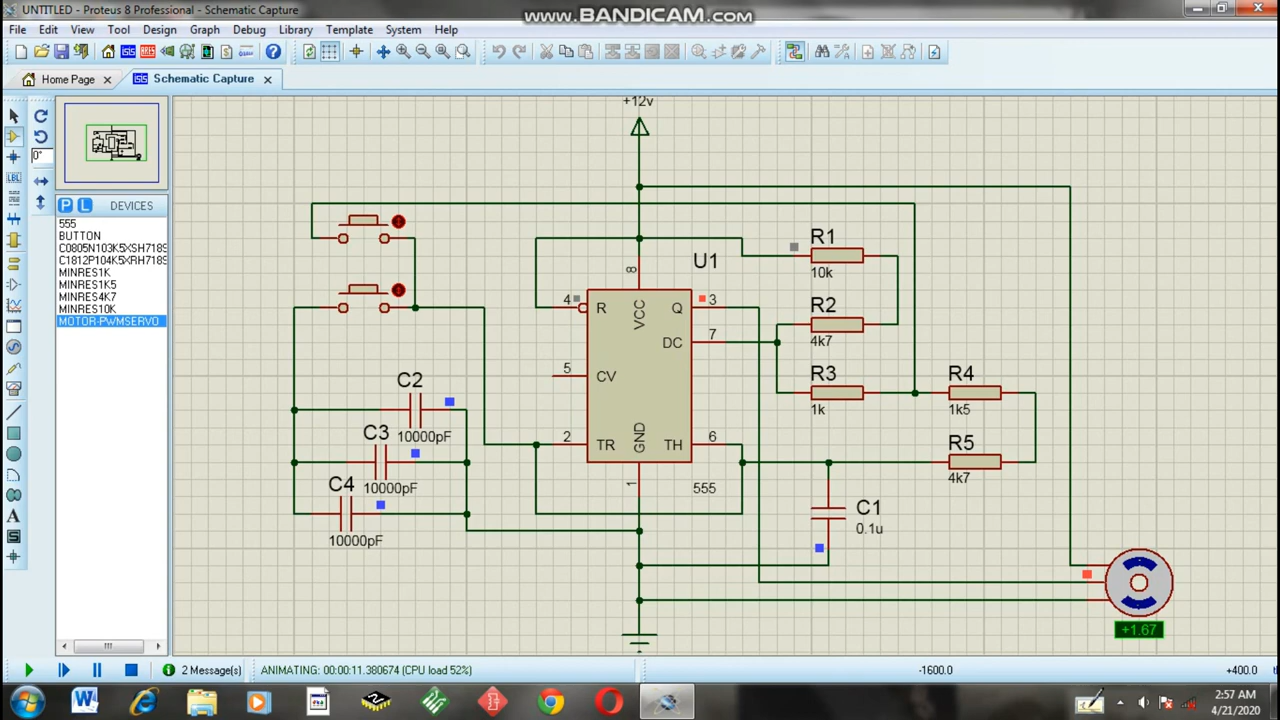 UNTITLED - Proteus 8 Professional - Schematic Capture
www.BANDICAM.com
File Edit View Tool Design Graph Debug Library Template System Help
Home Page
Schematic Capture
0°
P L DEVICES
555
BUTTON
C0805N103K5XSH7189
C1812P104K5XRH7189
MINRES1K
MINRES1K5
MINRES4K7
MINRES10K
MOTOR-PWMSERVO
+12v
U1
8
VCC
4
R
Q
3
DC
7
5
CV
2
TR
GND
TH
6
1
555
R1
10k
R2
4k7
R3
1k
R4
1k5
R5
4k7
C2
10000pF
C3
10000pF
C4
10000pF
C1
0.1u
+1.67
2 Message(s)
ANIMATING: 00:00:11.380674 (CPU load 52%)
-1600.0
+400.0
2:57 AM
4/21/2020